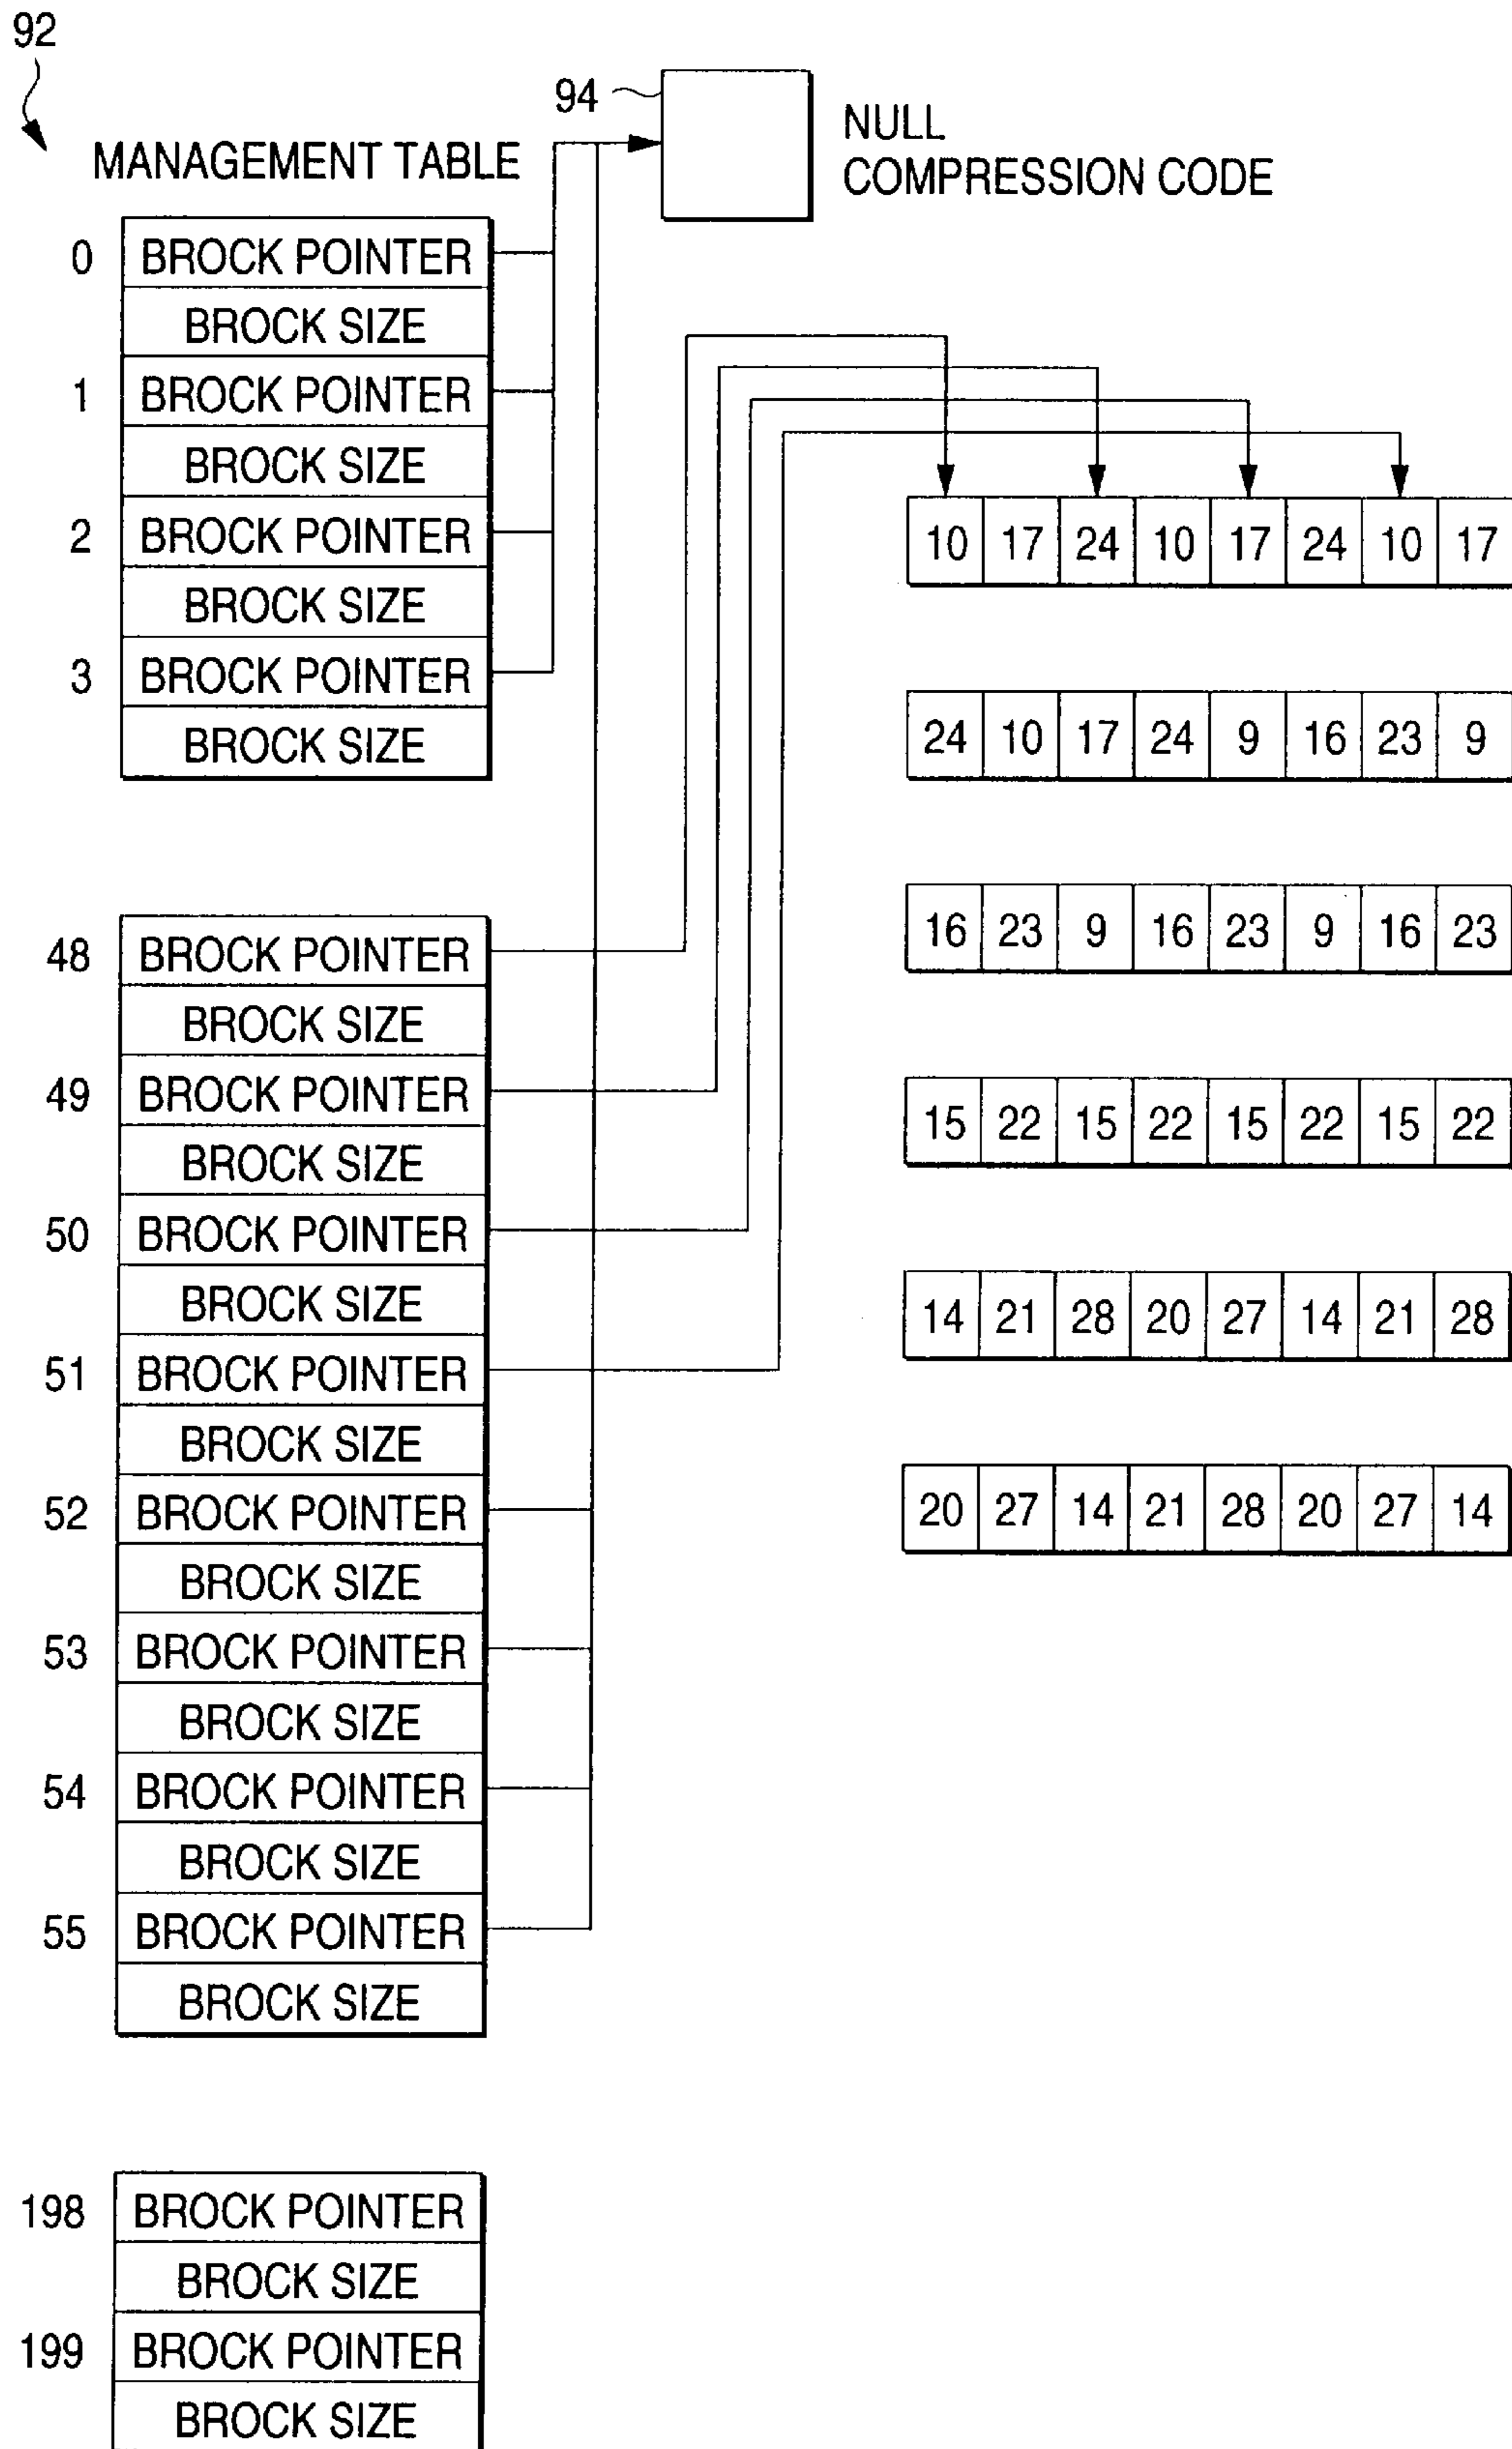 92
94
NULL
COMPRESSION CODE
MANAGEMENT TABLE
0 BROCK POINTER
BROCK SIZE
1 BROCK POINTER
BROCK SIZE
2 BROCK POINTER
BROCK SIZE
3 BROCK POINTER
BROCK SIZE
48 BROCK POINTER
BROCK SIZE
49 BROCK POINTER
BROCK SIZE
50 BROCK POINTER
BROCK SIZE
51 BROCK POINTER
BROCK SIZE
52 BROCK POINTER
BROCK SIZE
53 BROCK POINTER
BROCK SIZE
54 BROCK POINTER
BROCK SIZE
55 BROCK POINTER
BROCK SIZE
198 BROCK POINTER
BROCK SIZE
199 BROCK POINTER
BROCK SIZE
10 17 24 10 17 24 10 17
24 10 17 24 9 16 23 9
16 23 9 16 23 9 16 23
15 22 15 22 15 22 15 22
14 21 28 20 27 14 21 28
20 27 14 21 28 20 27 14